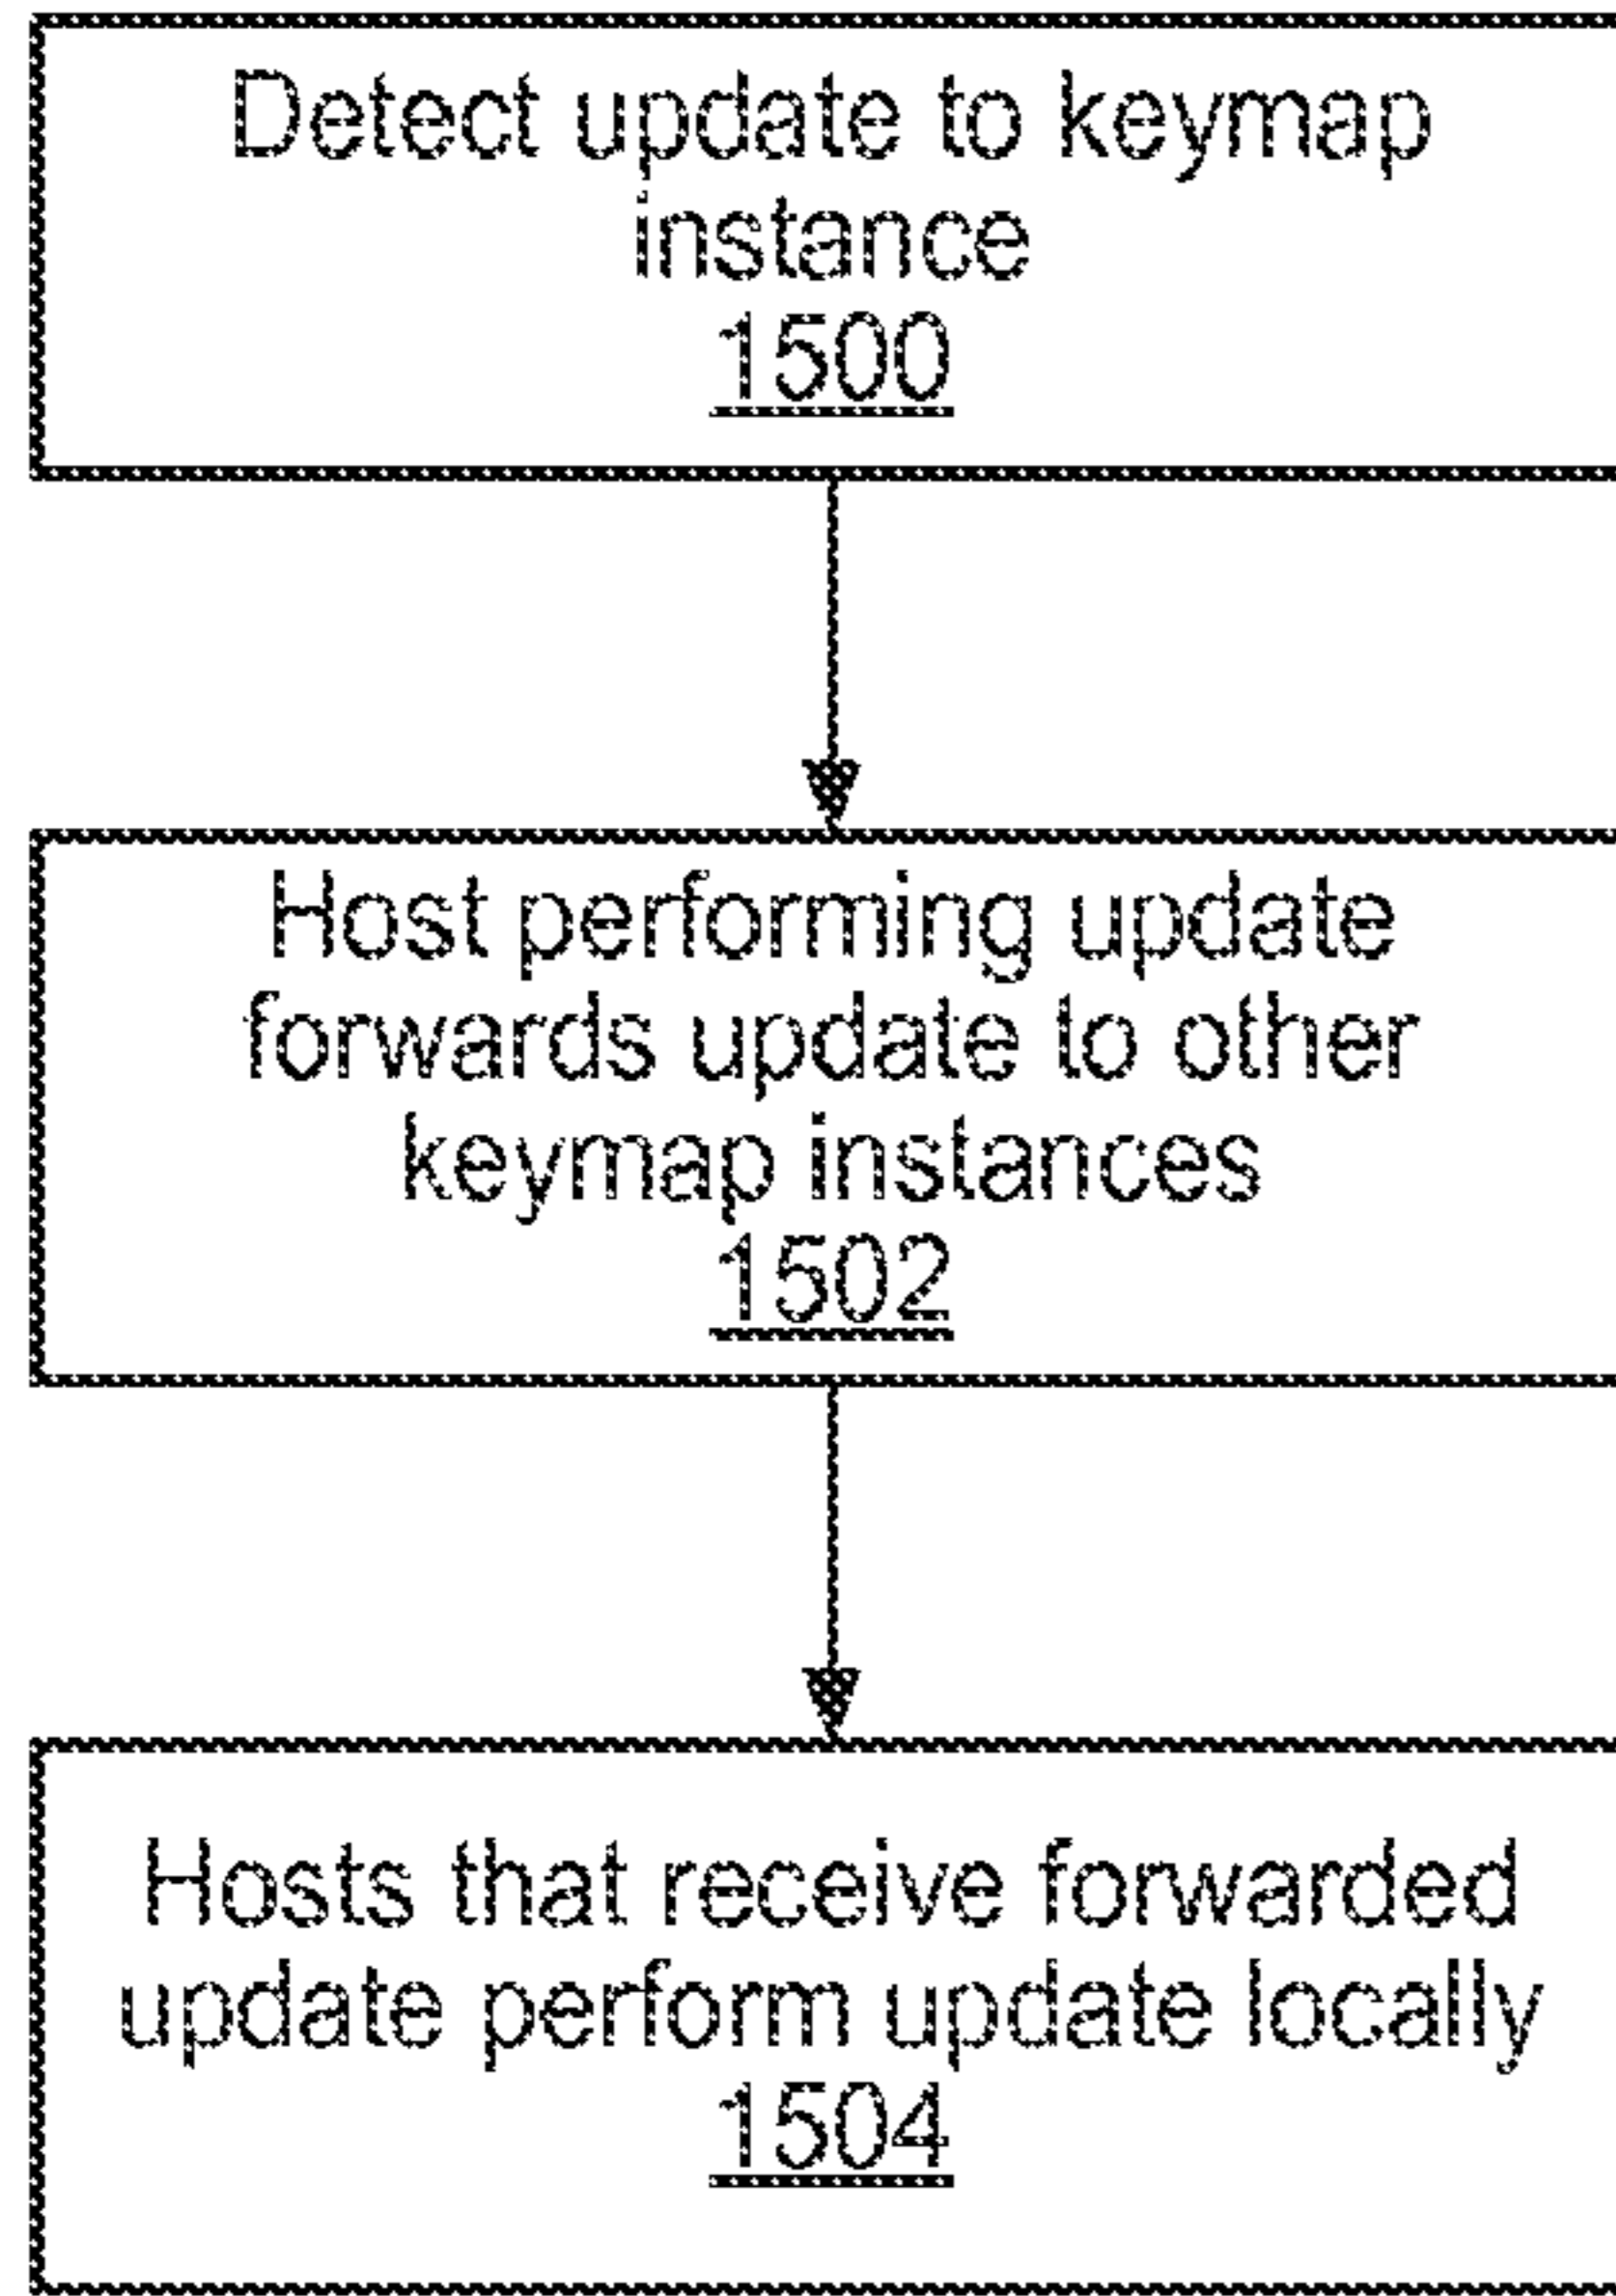 Detect update to keymap
instance
1500
Host performing update
forwards update to other
keymap instances
1502
Hosts that receive forwarded
update perform update locally
1504